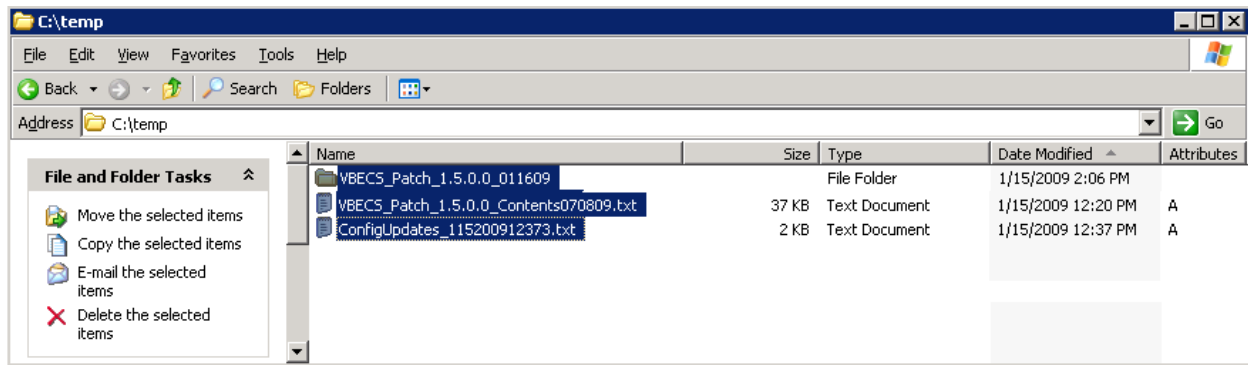 C:\temp
File Edit View Favorites Tools Help
Back Search Folders
Address C:\temp Go
Name Size Type Date Modified Attributes
File and Folder Tasks
Move the selected items
Copy the selected items
E-mail the selected
items
Delete the selected
items
VBECS_Patch_1.5.0.0_011609 File Folder 1/15/2009 2:06 PM
VBECS_Patch_1.5.0.0_Contents070809.txt 37 KB Text Document 1/15/2009 12:20 PM A
ConfigUpdates_115200912373.txt 2 KB Text Document 1/15/2009 12:37 PM A